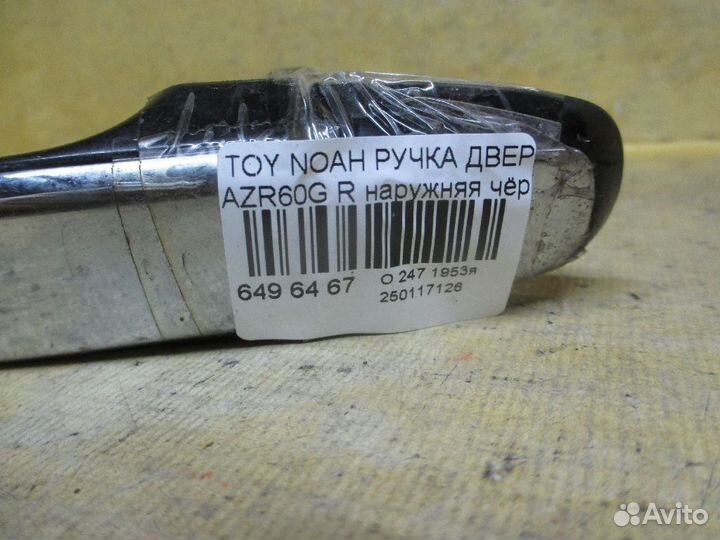 TOY NOAH РУЧКА ДВЕР
AZR60G R наружняя чёр
649 64 67
О 247 1953я
250117126
Avito